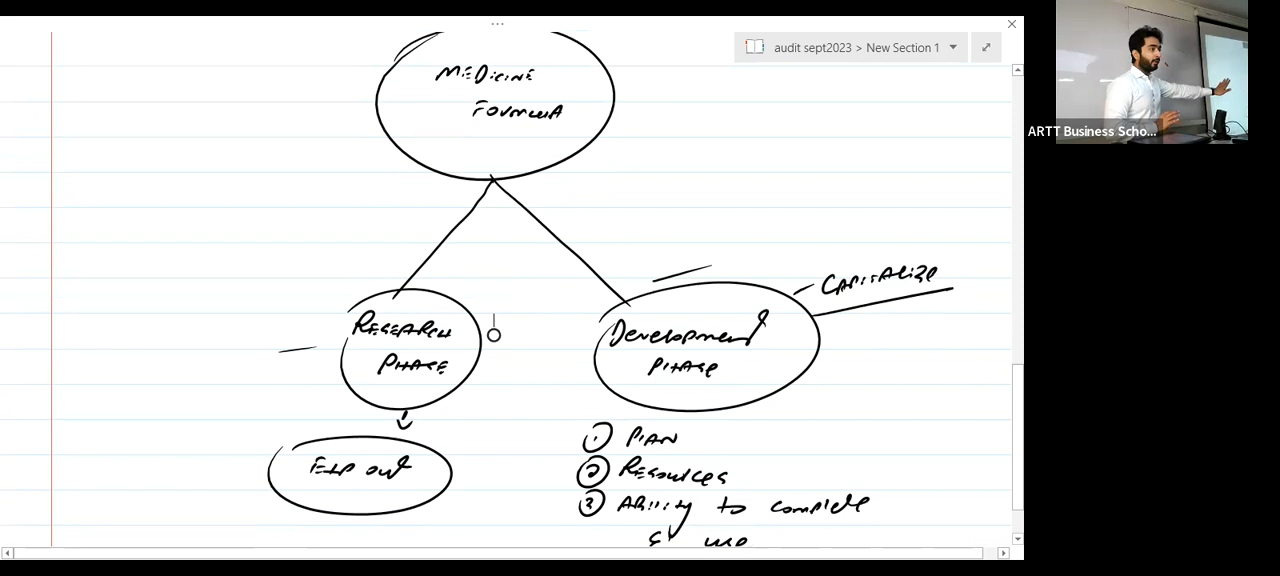 audit sept2023 > New Section 1
ARTT Business Scho...
MEDICINE
FORMULA
CAPITALIZE
RESEARCH
PHASE
Development
PHASE
out
① PLAN
② RESOURCES
③ ABILITY to complete